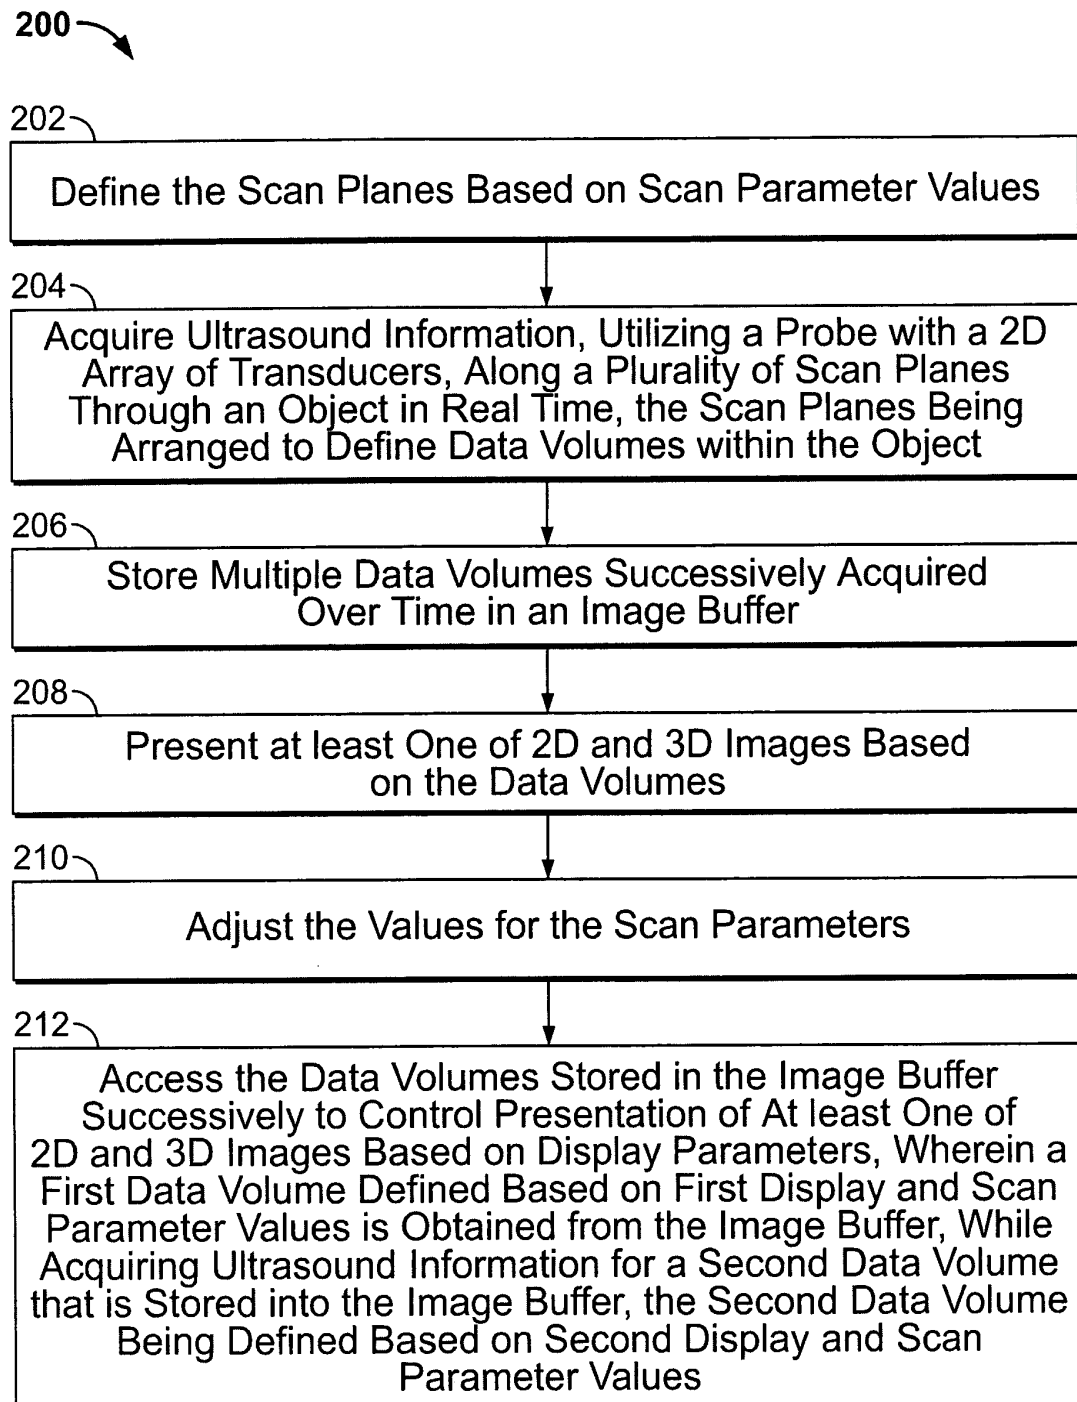 200
202
Define the Scan Planes Based on Scan Parameter Values
204
Acquire Ultrasound Information, Utilizing a Probe with a 2D
Array of Transducers, Along a Plurality of Scan Planes
Through an Object in Real Time, the Scan Planes Being
Arranged to Define Data Volumes within the Object
206
Store Multiple Data Volumes Successively Acquired
Over Time in an Image Buffer
208
Present at least One of 2D and 3D Images Based
on the Data Volumes
210
Adjust the Values for the Scan Parameters
212
Access the Data Volumes Stored in the Image Buffer
Successively to Control Presentation of At least One of
2D and 3D Images Based on Display Parameters, Wherein a
First Data Volume Defined Based on First Display and Scan
Parameter Values is Obtained from the Image Buffer, While
Acquiring Ultrasound Information for a Second Data Volume
that is Stored into the Image Buffer, the Second Data Volume
Being Defined Based on Second Display and Scan
Parameter Values